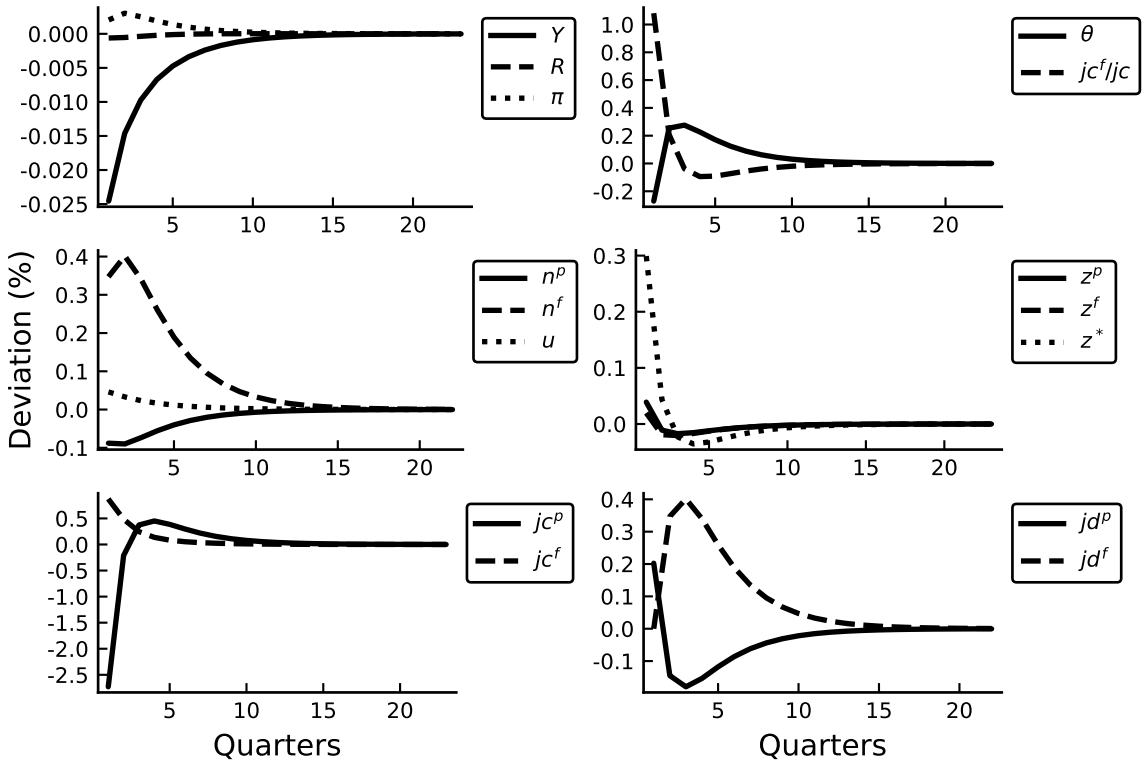 0.000
-0.005
-0.010
-0.015
-0.020
-0.025
5 10 15 20
Y
R
π
1.0
0.8
0.6
0.4
0.2
0.0
-0.2
5 10 15 20
θ
jc^f/jc
Deviation (%)
0.4
0.3
0.2
0.1
0.0
-0.1
5 10 15 20
n^p
n^f
u
0.3
0.2
0.1
0.0
5 10 15 20
z^p
z^f
z^*
0.5
0.0
-0.5
-1.0
-1.5
-2.0
-2.5
5 10 15 20
Quarters
jc^p
jc^f
0.4
0.3
0.2
0.1
0.0
-0.1
5 10 15 20
Quarters
jd^p
jd^f